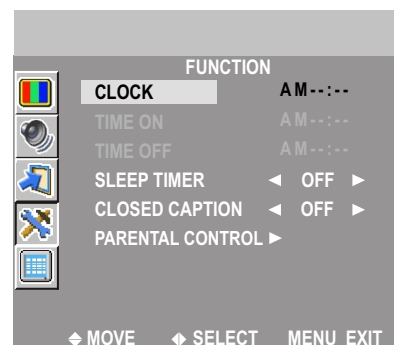 FUNCTION
CLOCK AM--:--
TIME ON AM--:--
TIME OFF AM--:--
SLEEP TIMER ◄ OFF ►
CLOSED CAPTION ◄ OFF ►
PARENTAL CONTROL ►
MOVE SELECT MENU EXIT